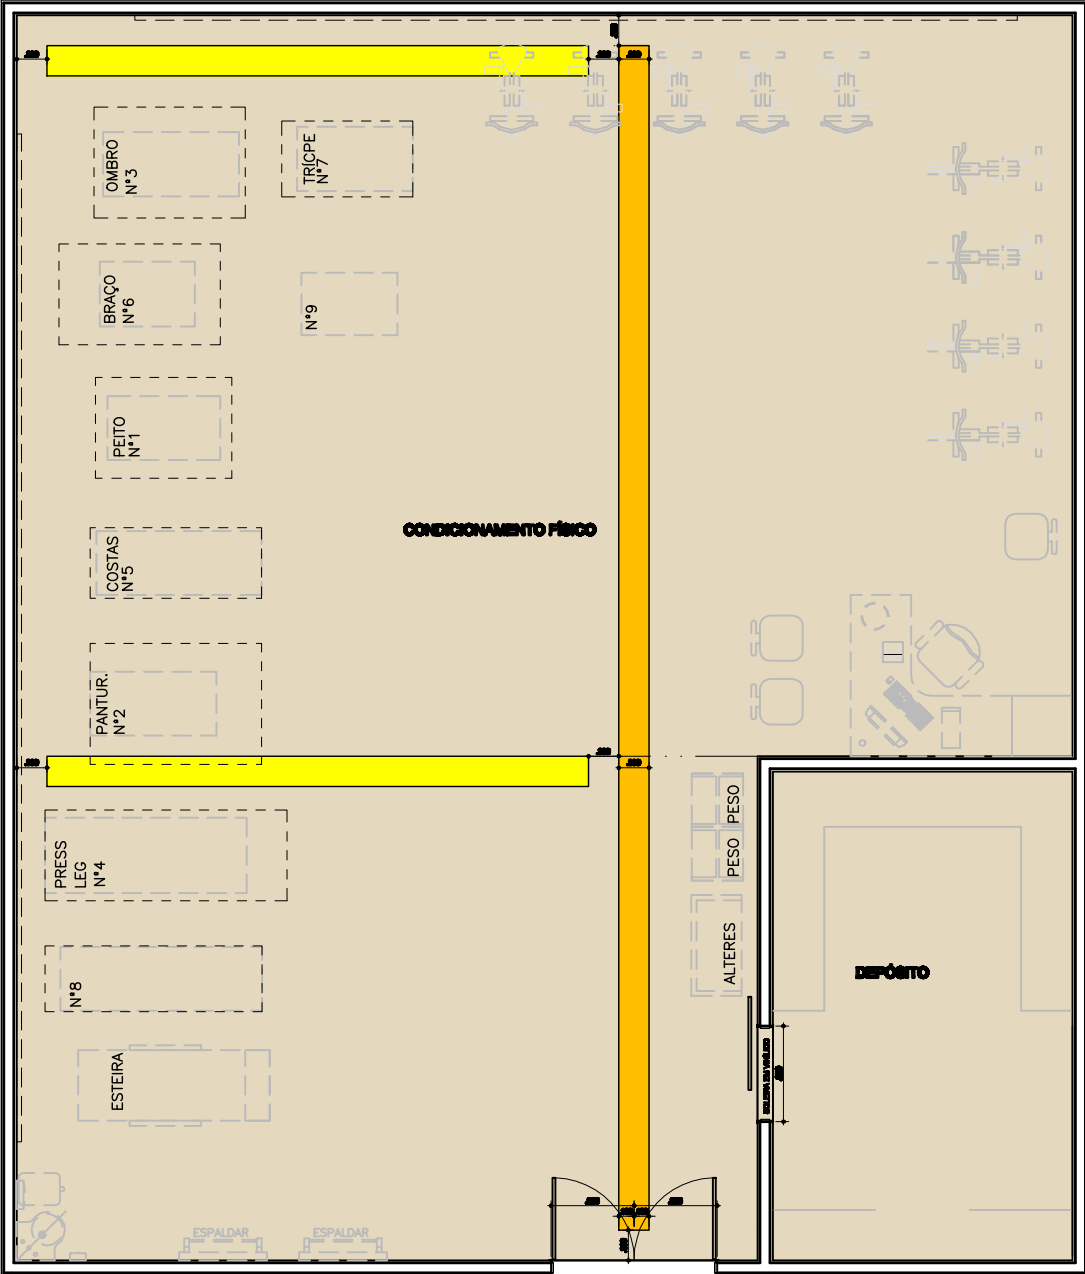 OMBRO
N°3
TRÍCPE
N°7
BRAÇO
N°6
N°9
PEITO
N°1
CONDICIONAMENTO FÍSICO
COSTAS
N°5
PANTUR.
N°2
PRESS
LEG
N°4
PESO
PESO
ALTERES
DEPÓSITO
N°8
ESTEIRA
ESPALDAR
ESPALDAR